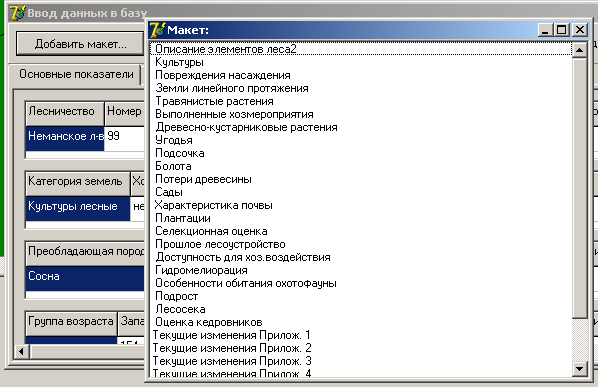 Ввод данных в базу
Макет:
Добавить макет...
Основные показатели
Лесничество Номер
Неманское л-в 99
Категория земель
Культуры лесные
Преобладающая пород
Сосна
Группа возраста Запа
Описание элементов леса2
Культуры
Повреждения насаждения
Земли линейного протяжения
Травянистые растения
Выполненные хозмероприятия
Древесно-кустарниковые растения
Угодья
Подсочка
Болота
Потери древесины
Сады
Характеристика почвы
Плантации
Селекционная оценка
Прошлое лесоустройство
Доступность для хоз.воздействия
Гидромелиорация
Особенности обитания охотофауны
Подрост
Лесосека
Оценка кедровников
Текущие изменения Прилож. 1
Текущие изменения Прилож. 2
Текущие изменения Прилож. 3
Текущие изменения Прилож. 4